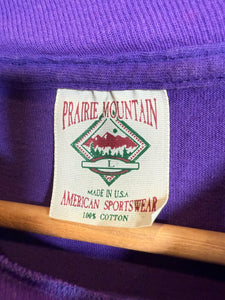 PRAIRIE MOUNTAIN
L
MADE IN U.S.A
AMERICAN SPORTSWEAR
100% COTTON